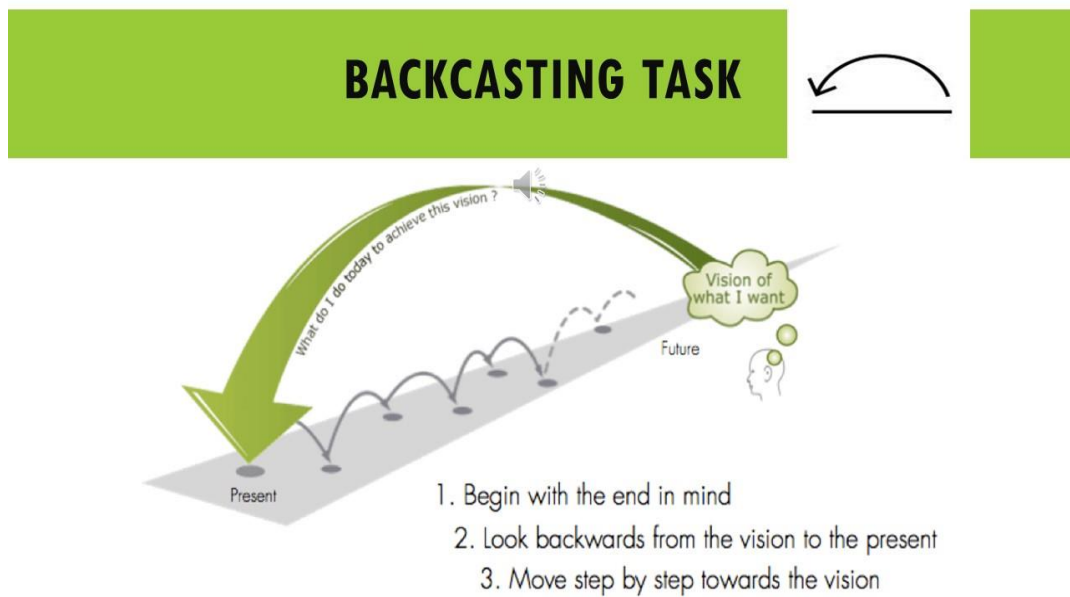 BACKCASTING TASK
What do I do today to achieve this vision ?
Vision of
what I want
Future
Present
1. Begin with the end in mind
2. Look backwards from the vision to the present
3. Move step by step towards the vision